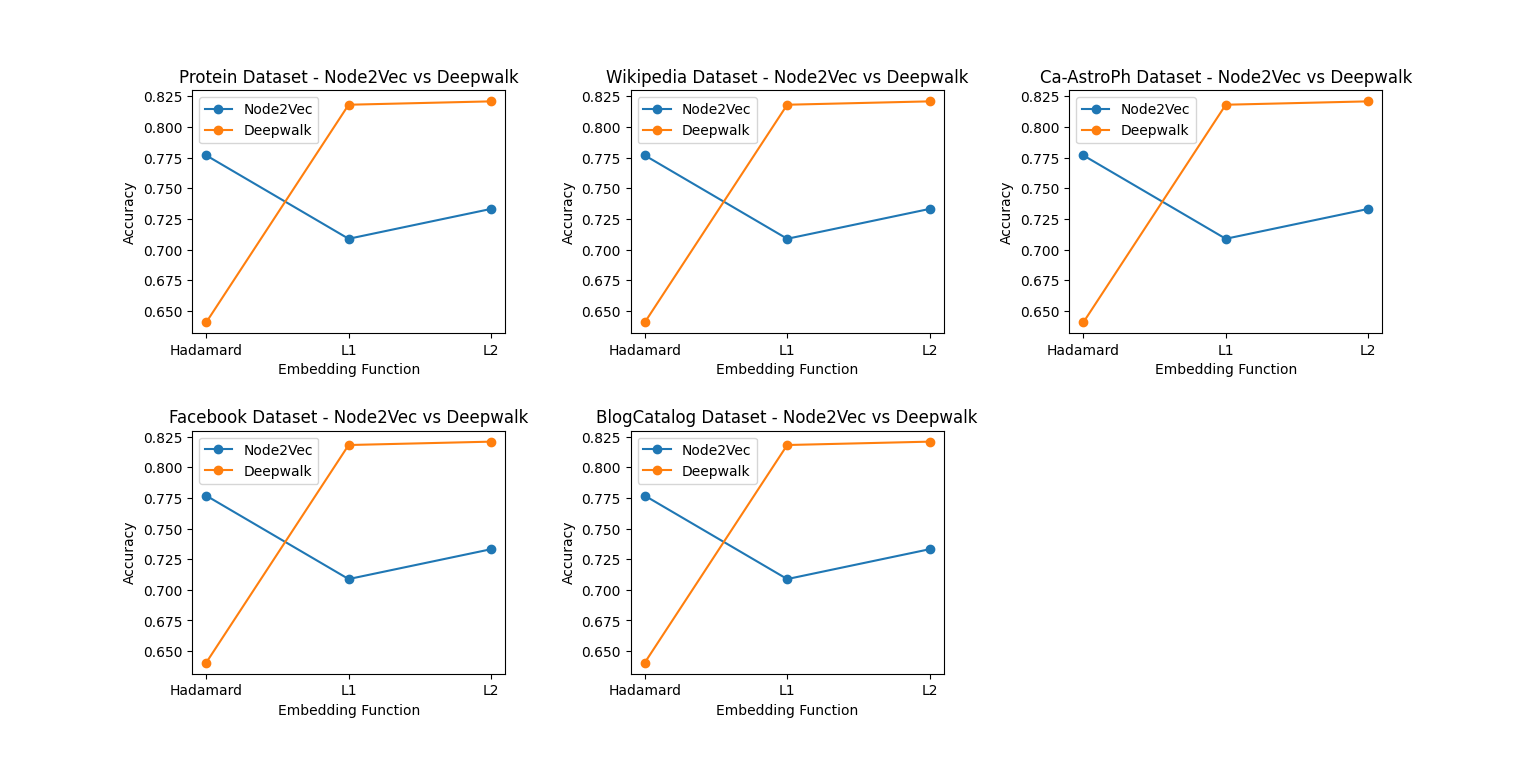 Protein Dataset - Node2Vec vs Deepwalk
0.825
0.800
0.775
0.750
0.725
0.700
0.675
0.650
Accuracy
Node2Vec
Deepwalk
Hadamard
L1
L2
Embedding Function
Wikipedia Dataset - Node2Vec vs Deepwalk
0.825
0.800
0.775
0.750
0.725
0.700
0.675
0.650
Accuracy
Node2Vec
Deepwalk
Hadamard
L1
L2
Embedding Function
Ca-AstroPh Dataset - Node2Vec vs Deepwalk
0.825
0.800
0.775
0.750
0.725
0.700
0.675
0.650
Accuracy
Node2Vec
Deepwalk
Hadamard
L1
L2
Embedding Function
Facebook Dataset - Node2Vec vs Deepwalk
0.825
0.800
0.775
0.750
0.725
0.700
0.675
0.650
Accuracy
Node2Vec
Deepwalk
Hadamard
L1
L2
Embedding Function
BlogCatalog Dataset - Node2Vec vs Deepwalk
0.825
0.800
0.775
0.750
0.725
0.700
0.675
0.650
Accuracy
Node2Vec
Deepwalk
Hadamard
L1
L2
Embedding Function